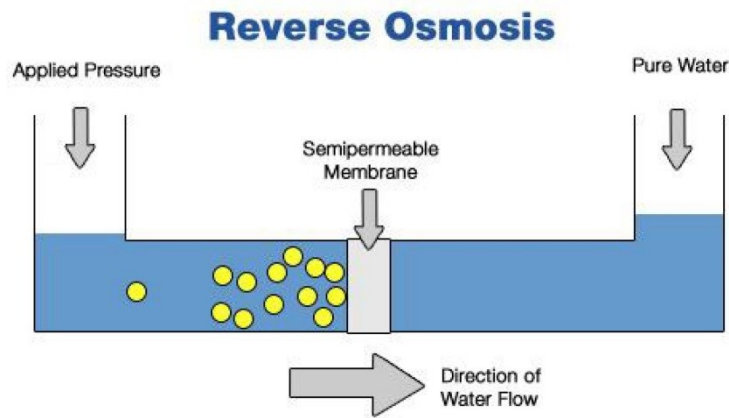 Reverse Osmosis
Applied Pressure
Pure Water
Semipermeable
Membrane
Direction of
Water Flow